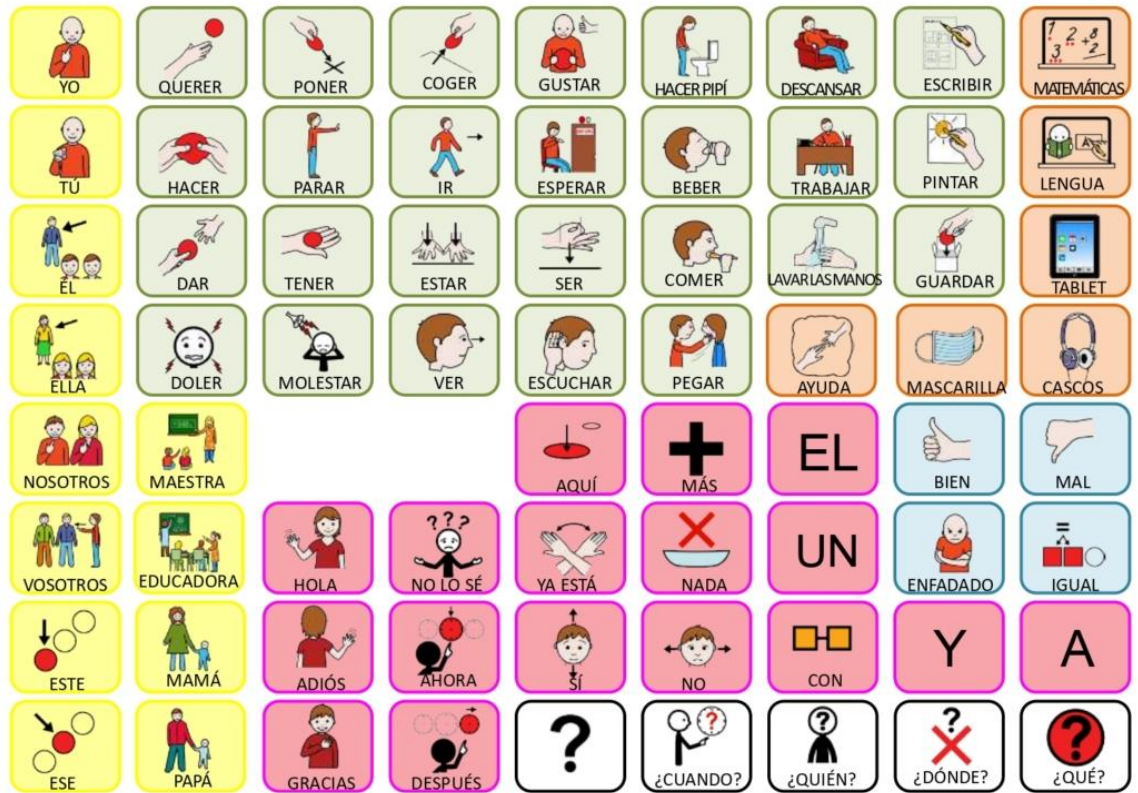 YO QUERER PONER COGER GUSTAR HACER PIPÍ DESCANSAR ESCRIBIR MATEMÁTICAS
TÚ HACER PARAR IR ESPERAR BEBER TRABAJAR PINTAR LENGUA
ÉL DAR TENER ESTAR SER COMER LAVAR LAS MANOS GUARDAR TABLET
ELLA DOLER MOLESTAR VER ESCUCHAR PEGAR AYUDA MASCARILLA CASCOS
NOSOTROS MAESTRA AQUÍ MÁS EL BIEN MAL
VOSOTROS EDUCADORA HOLA NO LO SÉ YA ESTÁ NADA UN ENFADADO IGUAL
ESTE MAMÁ ADIÓS AHORA SÍ NO CON Y A
ESE PAPÁ GRACIAS DESPUÉS ? ¿CUANDO? ¿QUIÉN? ¿DÓNDE? ¿QUÉ?